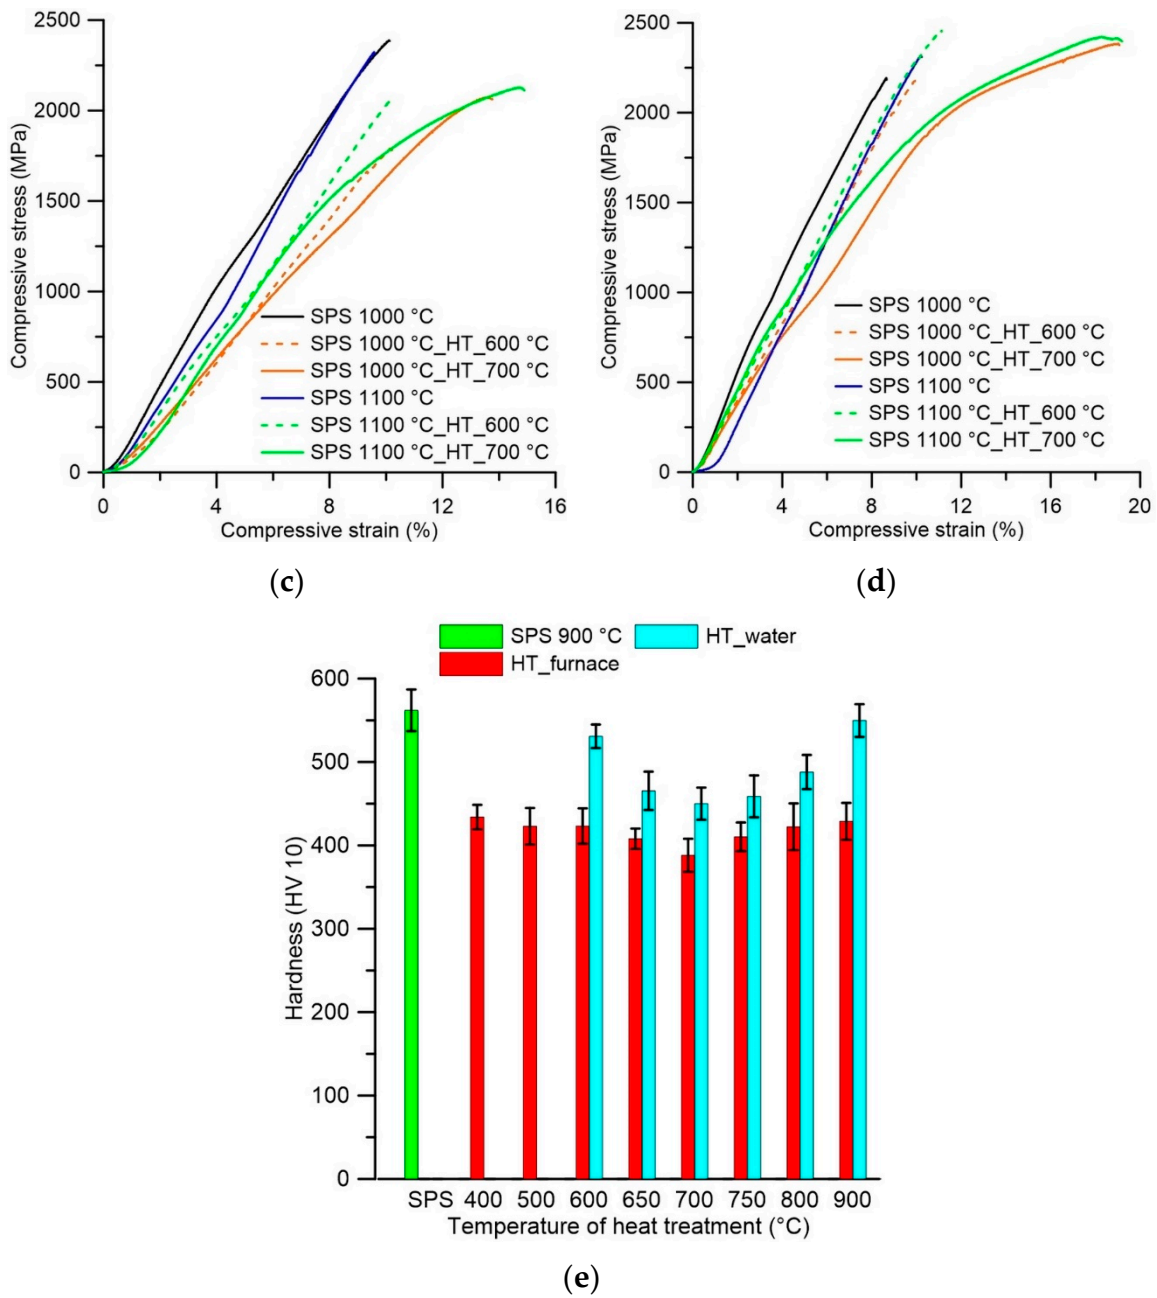 2500
2000
1500
1000
500
0
Compressive stress (MPa)
SPS 1000 °C
SPS 1000 °C_HT_600 °C
SPS 1000 °C_HT_700 °C
SPS 1100 °C
SPS 1100 °C_HT_600 °C
SPS 1100 °C_HT_700 °C
0 4 8 12 16
Compressive strain (%)
(c)
2500
2000
1500
1000
500
0
Compressive stress (MPa)
SPS 1000 °C
SPS 1000 °C_HT_600 °C
SPS 1000 °C_HT_700 °C
SPS 1100 °C
SPS 1100 °C_HT_600 °C
SPS 1100 °C_HT_700 °C
0 4 8 12 16 20
Compressive strain (%)
(d)
SPS 900 °C HT_water
HT_furnace
600
500
400
300
200
100
0
Hardness (HV 10)
SPS 400 500 600 650 700 750 800 900
Temperature of heat treatment (°C)
(e)